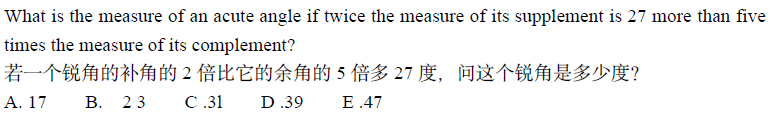 What is the measure of an acute angle if twice the measure of its supplement is 27 more than five
times the measure of its complement?
若一个锐角的补角的 2 倍比它的余角的 5 倍多 27 度，问这个锐角是多少度?
A. 17 B. 2 3 C .31 D .39 E .47